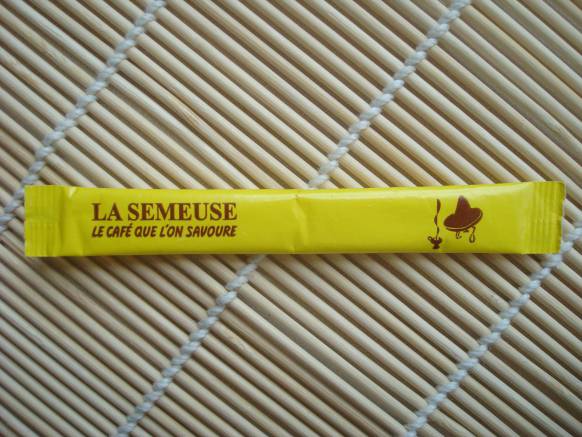 LA SEMEUSE
LE CAFÉ QUE L'ON SAVOURE